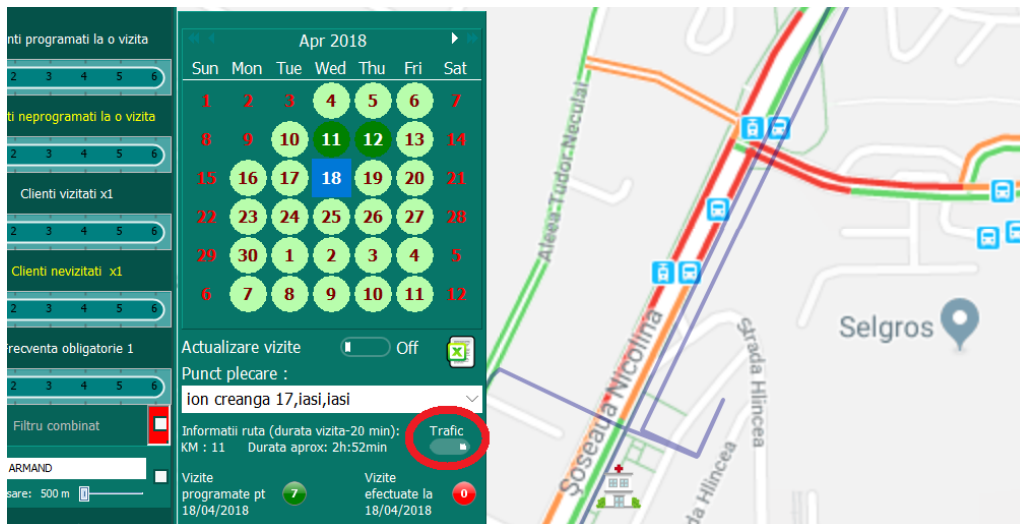 nti programati la o vizita
2 3 4 5 6
ti neprogramati la o vizita
2 3 4 5 6
Clienti vizitati x1
2 3 4 5 6
Clienti nevizitati x1
2 3 4 5 6
Frecventa obligatorie 1
2 3 4 5 6
Filtru combinat
ARMAND
sare: 500 m
Apr 2018
Sun Mon Tue Wed Thu Fri Sat
1 2 3 4 5 6 7
8 9 10 11 12 13 14
15 16 17 18 19 20 21
22 23 24 25 26 27 28
29 30 1 2 3 4 5
6 7 8 9 10 11 12
Actualizare vizite Off
Punct plecare :
ion creanga 17,iasi,iasi
Informatii ruta (durata vizita-20 min): Trafic
KM : 11 Durata aprox: 2h:52min
Vizite
programate pt 7
18/04/2018
Vizite
efectuate la 0
18/04/2018
Aleea Tudor Neculai
Șoseaua Nicolina
Strada Hlincea
da Hlincea
Selgros